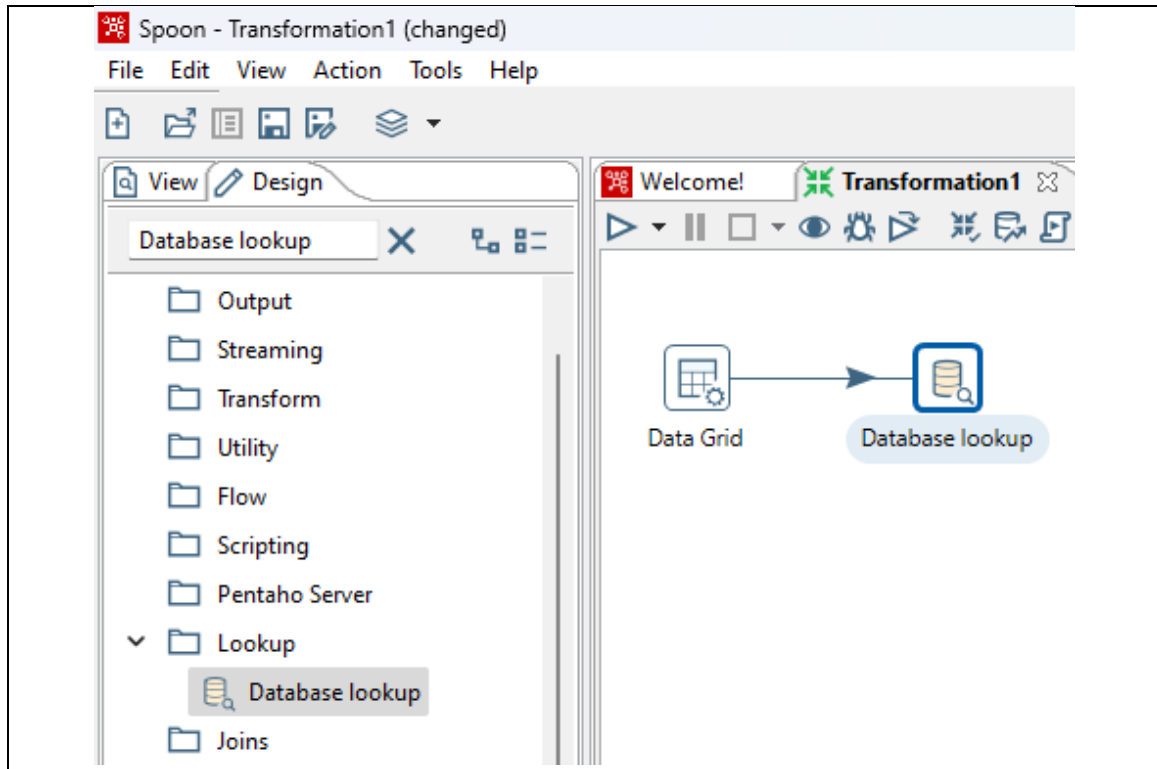 Spoon - Transformation1 (changed)
File Edit View Action Tools Help
View Design
Welcome! Transformation1
Database lookup
Output
Streaming
Transform
Utility
Flow
Scripting
Pentaho Server
Lookup
Database lookup
Joins
Data Grid Database lookup